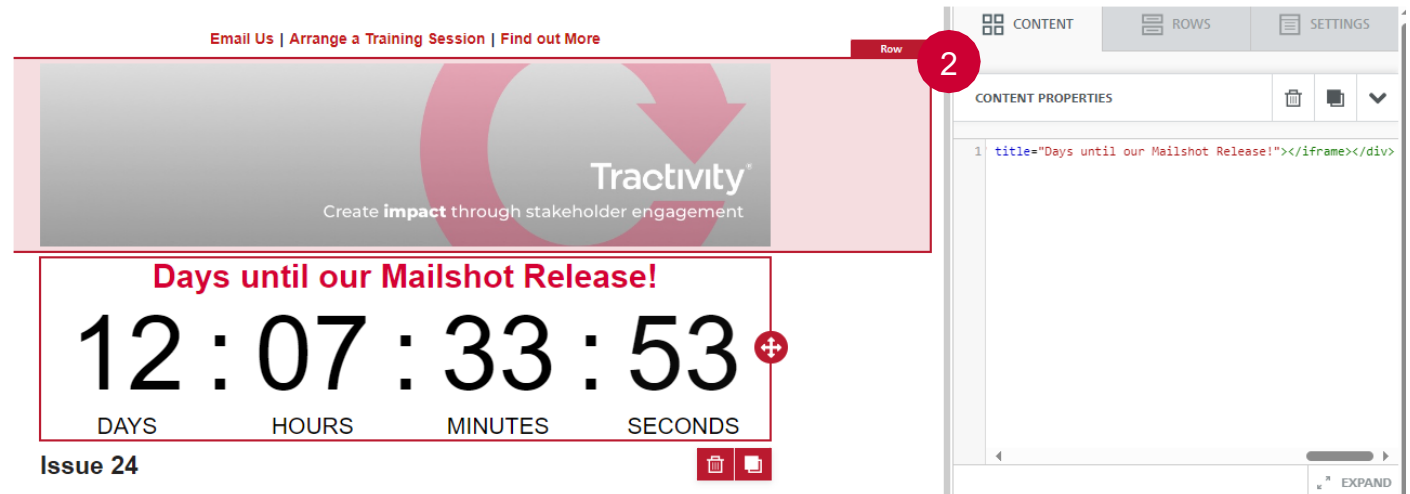 Email Us | Arrange a Training Session | Find out More
Row
2
Tractivity®
Create impact through stakeholder engagement
Days until our Mailshot Release!
12 : 07 : 33 : 53
DAYS HOURS MINUTES SECONDS
Issue 24
CONTENT ROWS SETTINGS
CONTENT PROPERTIES
1 title="Days until our Mailshot Release!"></iframe></div>
EXPAND